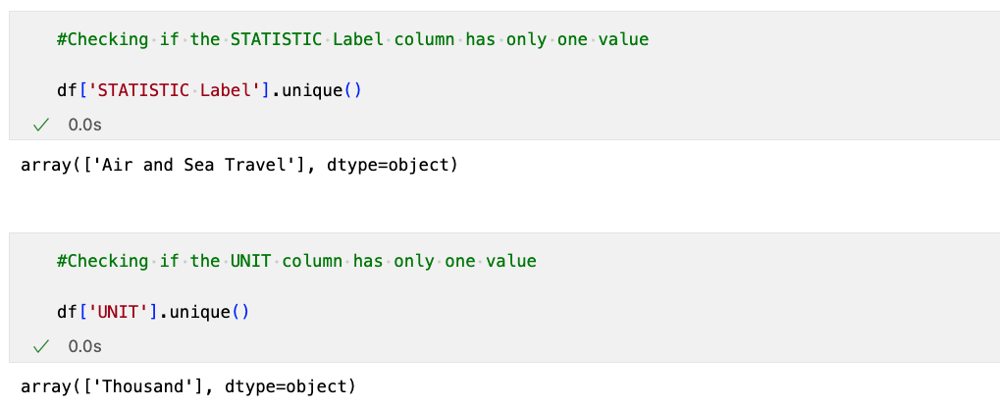 #Checking if the STATISTIC Label column has only one value
df['STATISTIC Label'].unique()
✓ 0.0s
array(['Air and Sea Travel'], dtype=object)
#Checking if the UNIT column has only one value
df['UNIT'].unique()
✓ 0.0s
array(['Thousand'], dtype=object)